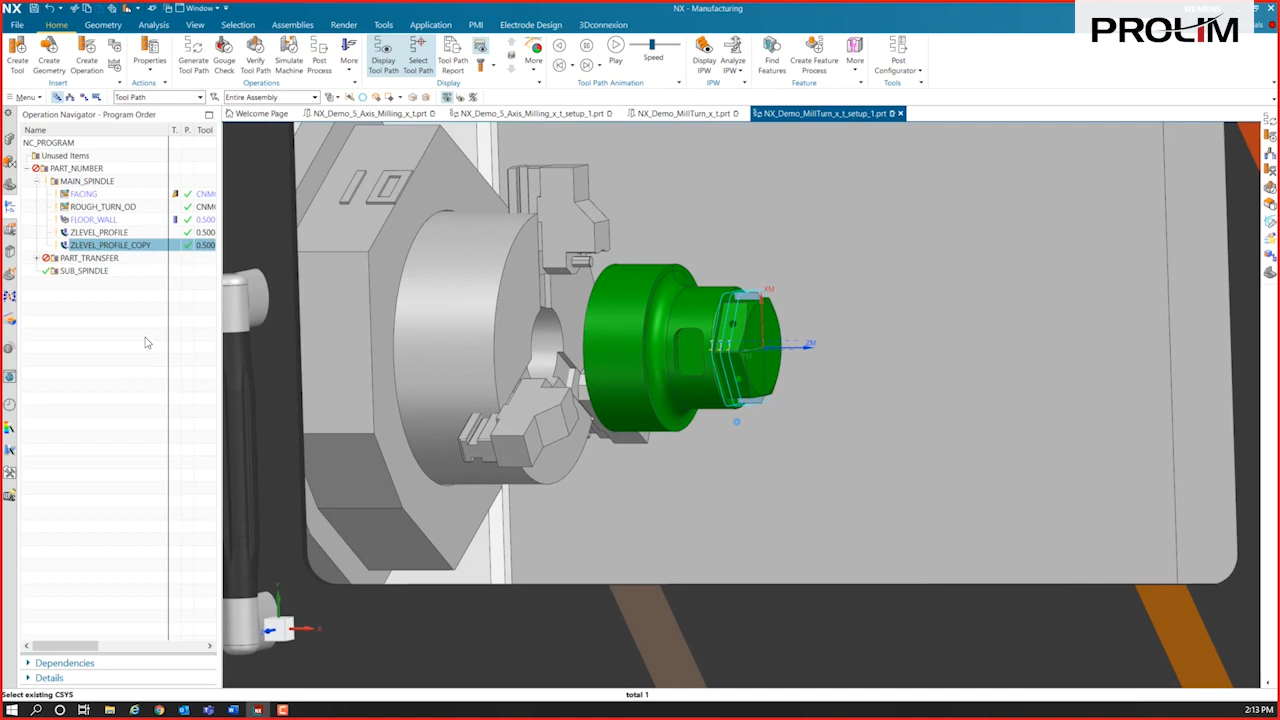 NX
Window
NX - Manufacturing
SIEMENS
PROLIM
File
Home
Geometry
Analysis
View
Selection
Assemblies
Render
Tools
Application
PMI
Electrode Design
3Dconnexion
Create Tool
Create Geometry
Create Operation
Properties
Generate Tool Path
Gouge Check
Verify Tool Path
Simulate Machine
Post Process
More
Display Tool Path
Select Tool Path
Tool Path Report
More
Play
Speed
Display IPW
Analyze IPW
Find Features
Create Feature Process
More
Post Configurator
Insert
Actions
Operations
Display
Tool Path Animation
IPW
Feature
Tools
Menu
Tool Path
Entire Assembly
Operation Navigator - Program Order
Welcome Page
NX_Demo_5_Axis_Milling_x_t.prt
NX_Demo_5_Axis_Milling_x_t_setup_1.prt
NX_Demo_MillTurn_x_t.prt
NX_Demo_MillTurn_x_t_setup_1.prt
Name
T.
P.
Tool
NC_PROGRAM
Unused Items
PART_NUMBER
MAIN_SPINDLE
FACING
CNM
ROUGH_TURN_OD
CNM
FLOOR_WALL
0.500
ZLEVEL_PROFILE
0.500
ZLEVEL_PROFILE_COPY
0.500
PART_TRANSFER
SUB_SPINDLE
XM
ZM
YM
Y
X
Dependencies
Details
Select existing CSYS
total 1
2:13 PM